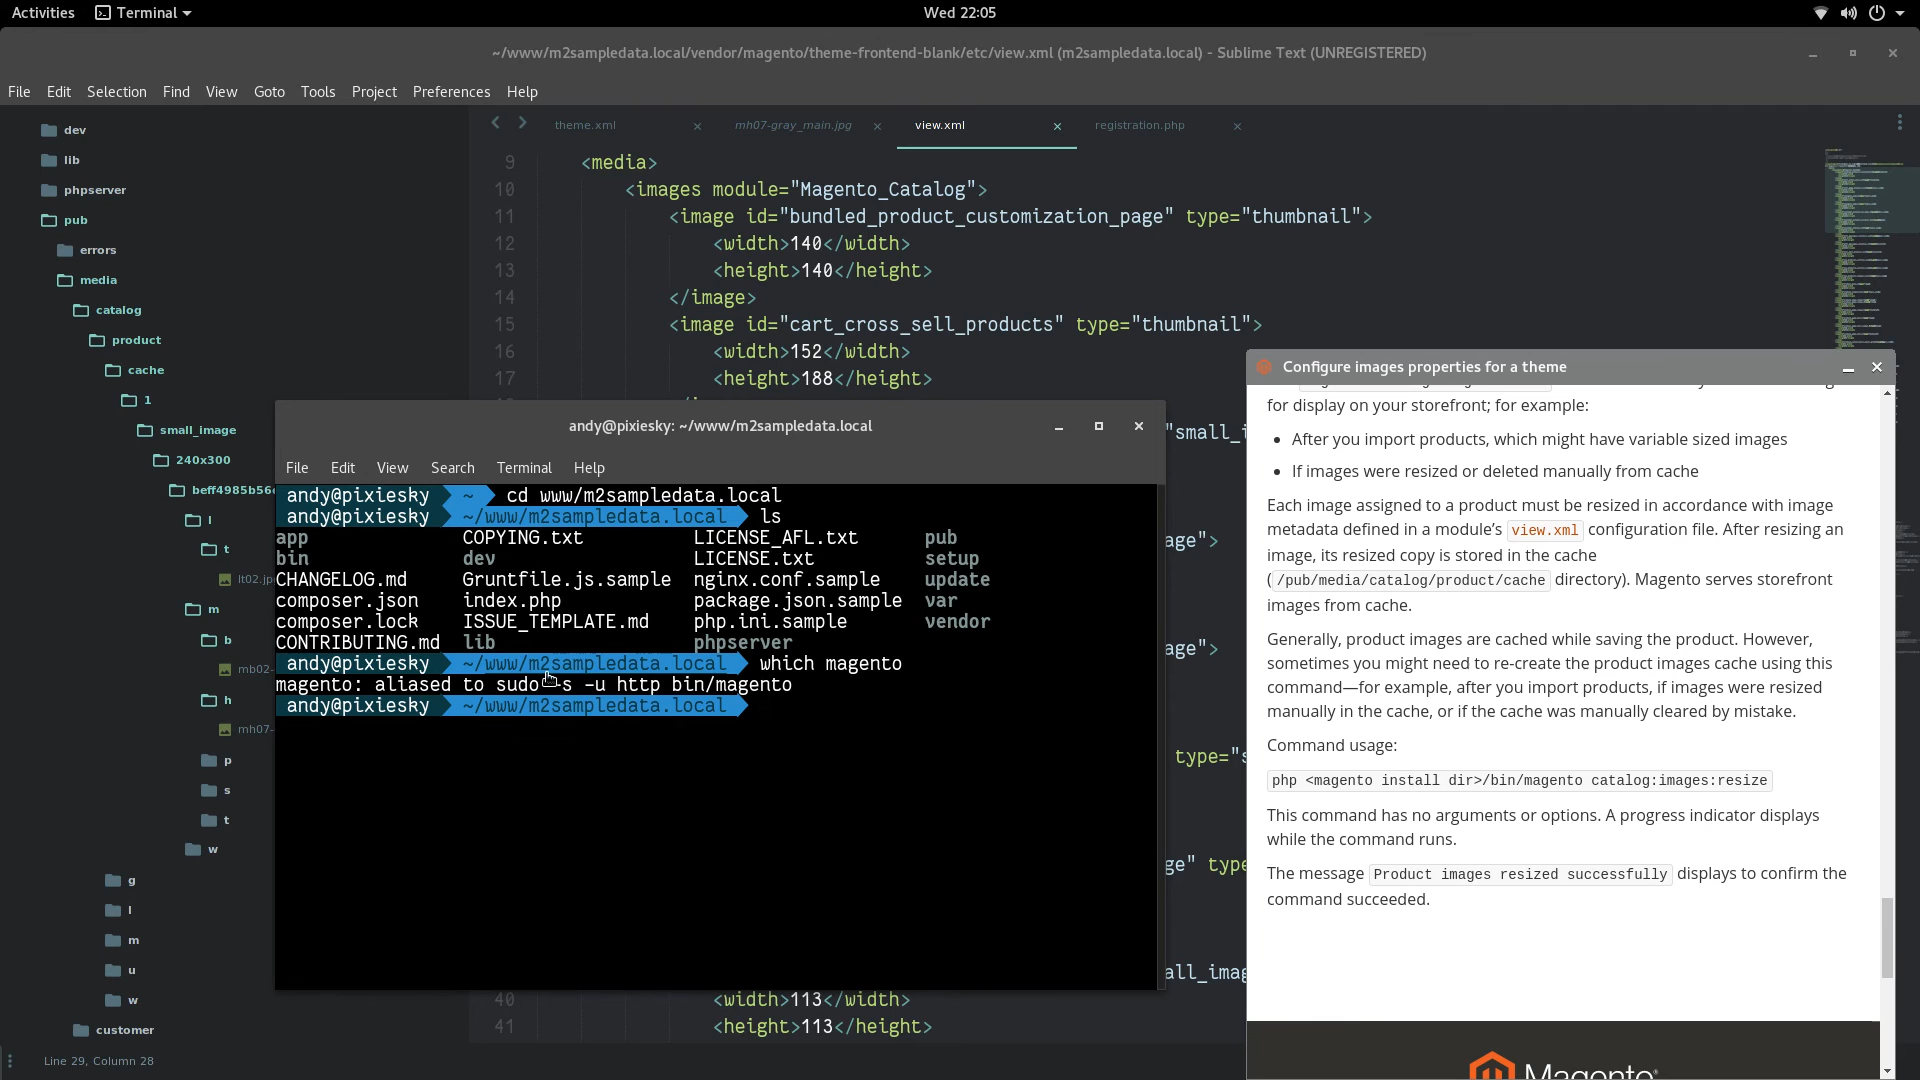 Activities
Terminal
Wed 22:05
~/www/m2sampledata.local/vendor/magento/theme-frontend-blank/etc/view.xml (m2sampledata.local) - Sublime Text (UNREGISTERED)
File Edit Selection Find View Goto Tools Project Preferences Help
dev
lib
phpserver
pub
errors
media
catalog
product
cache
1
small_image
240x300
beff4985b56
l
t
lt02.jp
m
b
mb02-
h
mh07-
p
s
t
w
g
l
m
u
w
customer
Line 29, Column 28
theme.xml
mh07-gray_main.jpg
view.xml
registration.php
9 <media>
10 <images module="Magento_Catalog">
11 <image id="bundled_product_customization_page" type="thumbnail">
12 <width>140</width>
13 <height>140</height>
14 </image>
15 <image id="cart_cross_sell_products" type="thumbnail">
16 <width>152</width>
17 <height>188</height>
"small_i
age">
age">
type="s
ge" type
all_imag
40 <width>113</width>
41 <height>113</height>
andy@pixiesky: ~/www/m2sampledata.local
File Edit View Search Terminal Help
andy@pixiesky ~ cd www/m2sampledata.local
andy@pixiesky ~/www/m2sampledata.local ls
app COPYING.txt LICENSE_AFL.txt pub
bin dev LICENSE.txt setup
CHANGELOG.md Gruntfile.js.sample nginx.conf.sample update
composer.json index.php package.json.sample var
composer.lock ISSUE_TEMPLATE.md php.ini.sample vendor
CONTRIBUTING.md lib phpserver
andy@pixiesky ~/www/m2sampledata.local which magento
magento: aliased to sudo -s -u http bin/magento
andy@pixiesky ~/www/m2sampledata.local
Configure images properties for a theme
for display on your storefront; for example:
• After you import products, which might have variable sized images
• If images were resized or deleted manually from cache
Each image assigned to a product must be resized in accordance with image
metadata defined in a module’s view.xml configuration file. After resizing an
image, its resized copy is stored in the cache
(/pub/media/catalog/product/cache directory). Magento serves storefront
images from cache.
Generally, product images are cached while saving the product. However,
sometimes you might need to re-create the product images cache using this
command—for example, after you import products, if images were resized
manually in the cache, or if the cache was manually cleared by mistake.
Command usage:
php <magento install dir>/bin/magento catalog:images:resize
This command has no arguments or options. A progress indicator displays
while the command runs.
The message Product images resized successfully displays to confirm the
command succeeded.
Magento